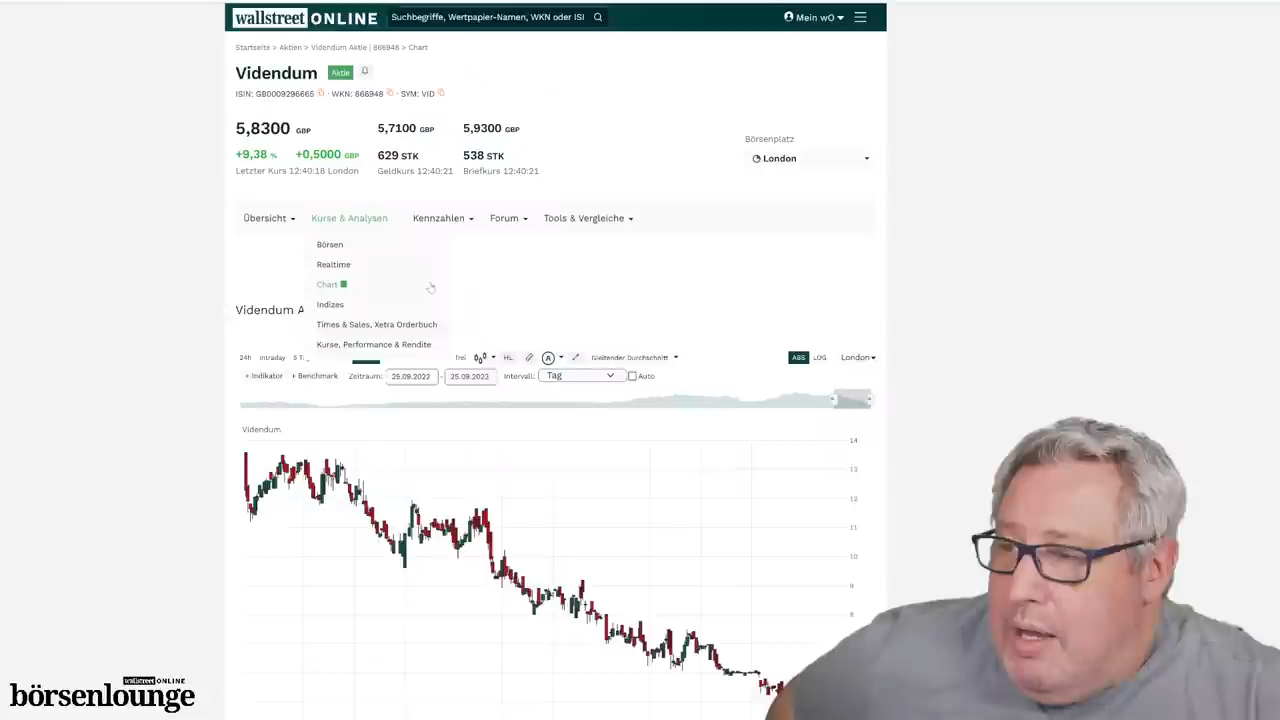 wallstreet ONLINE
Suchbegriffe, Wertpapier-Namen, WKN oder ISI
Mein wO
Startseite > Aktien > Videndum Aktie | 866948 > Chart
Videndum Aktie
ISIN: GB0009296665 · WKN: 866948 · SYM: VID
5,8300 GBP
5,7100 GBP
5,9300 GBP
Börsenplatz
+9,38 % +0,5000 GBP
629 STK
538 STK
London
Letzter Kurs 12:40:18 London
Geldkurs 12:40:21
Briefkurs 12:40:21
Übersicht Kurse & Analysen Kennzahlen Forum Tools & Vergleiche
Börsen
Realtime
Chart
Indizes
Videndum A
Times & Sales, Xetra Orderbuch
Kurse, Performance & Rendite
24h Intraday 5 T frei HL A Gleitender Durchschnitt ABS LOG London
+ Indikator + Benchmark Zeitraum: 25.09.2022 - 25.09.2022 Intervall: Tag Auto
Videndum
14
13
12
11
10
9
8
wallstreet ONLINE
börsenlounge